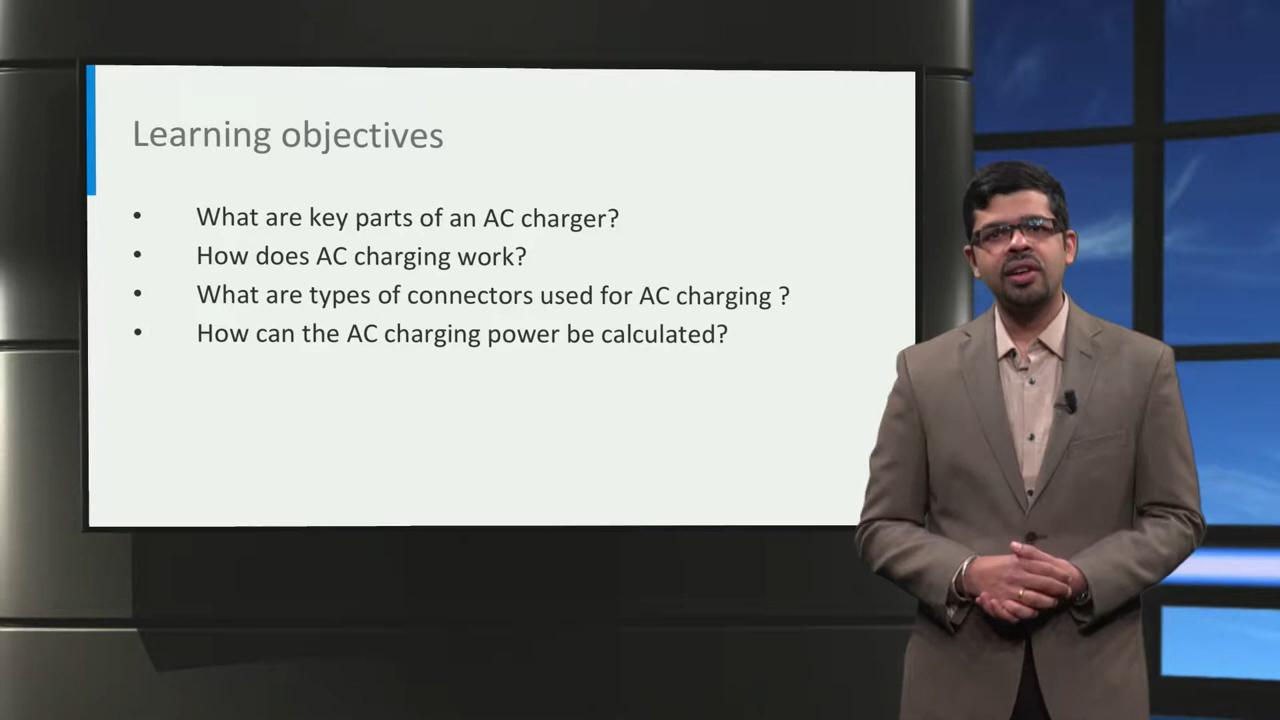 Learning objectives
• What are key parts of an AC charger?
• How does AC charging work?
• What are types of connectors used for AC charging ?
• How can the AC charging power be calculated?